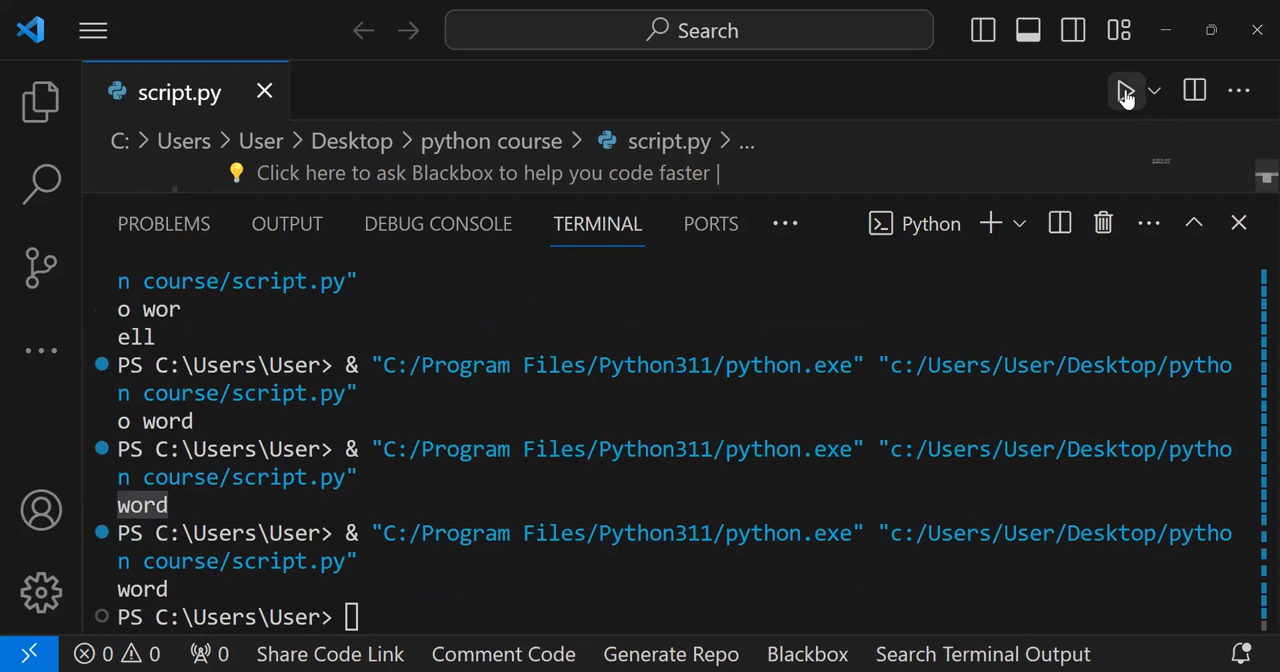 Search
script.py
C: > Users > User > Desktop > python course > script.py > ...
Click here to ask Blackbox to help you code faster |
PROBLEMS OUTPUT DEBUG CONSOLE TERMINAL PORTS ... Python
n course/script.py"
o wor
ell
PS C:\Users\User> & "C:/Program Files/Python311/python.exe" "c:/Users/User/Desktop/pytho
n course/script.py"
o word
PS C:\Users\User> & "C:/Program Files/Python311/python.exe" "c:/Users/User/Desktop/pytho
n course/script.py"
word
PS C:\Users\User> & "C:/Program Files/Python311/python.exe" "c:/Users/User/Desktop/pytho
n course/script.py"
word
PS C:\Users\User>
0 0 0 Share Code Link Comment Code Generate Repo Blackbox Search Terminal Output